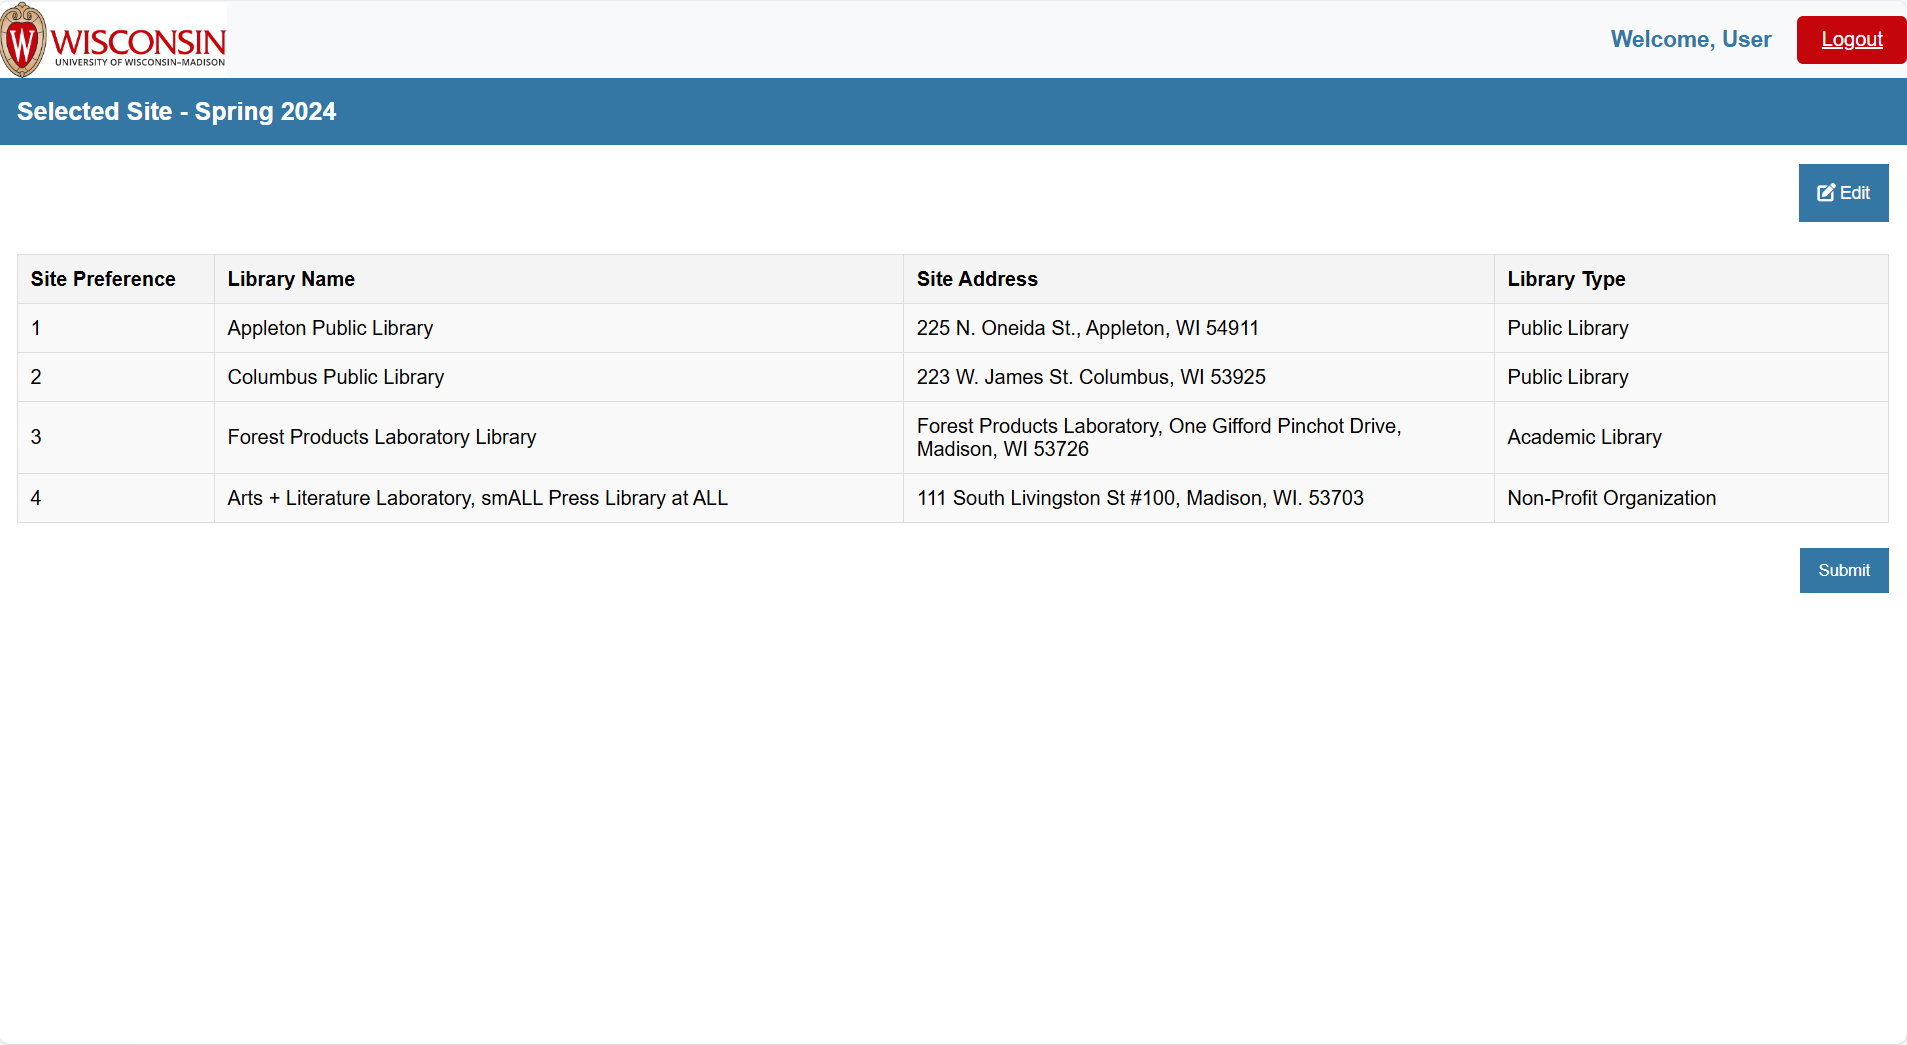 W WISCONSIN
UNIVERSITY OF WISCONSIN–MADISON
Welcome, User
Logout
Selected Site - Spring 2024
Edit
Site Preference Library Name Site Address Library Type
1 Appleton Public Library 225 N. Oneida St., Appleton, WI 54911 Public Library
2 Columbus Public Library 223 W. James St. Columbus, WI 53925 Public Library
3 Forest Products Laboratory Library Forest Products Laboratory, One Gifford Pinchot Drive,
Madison, WI 53726 Academic Library
4 Arts + Literature Laboratory, smALL Press Library at ALL 111 South Livingston St #100, Madison, WI. 53703 Non-Profit Organization
Submit